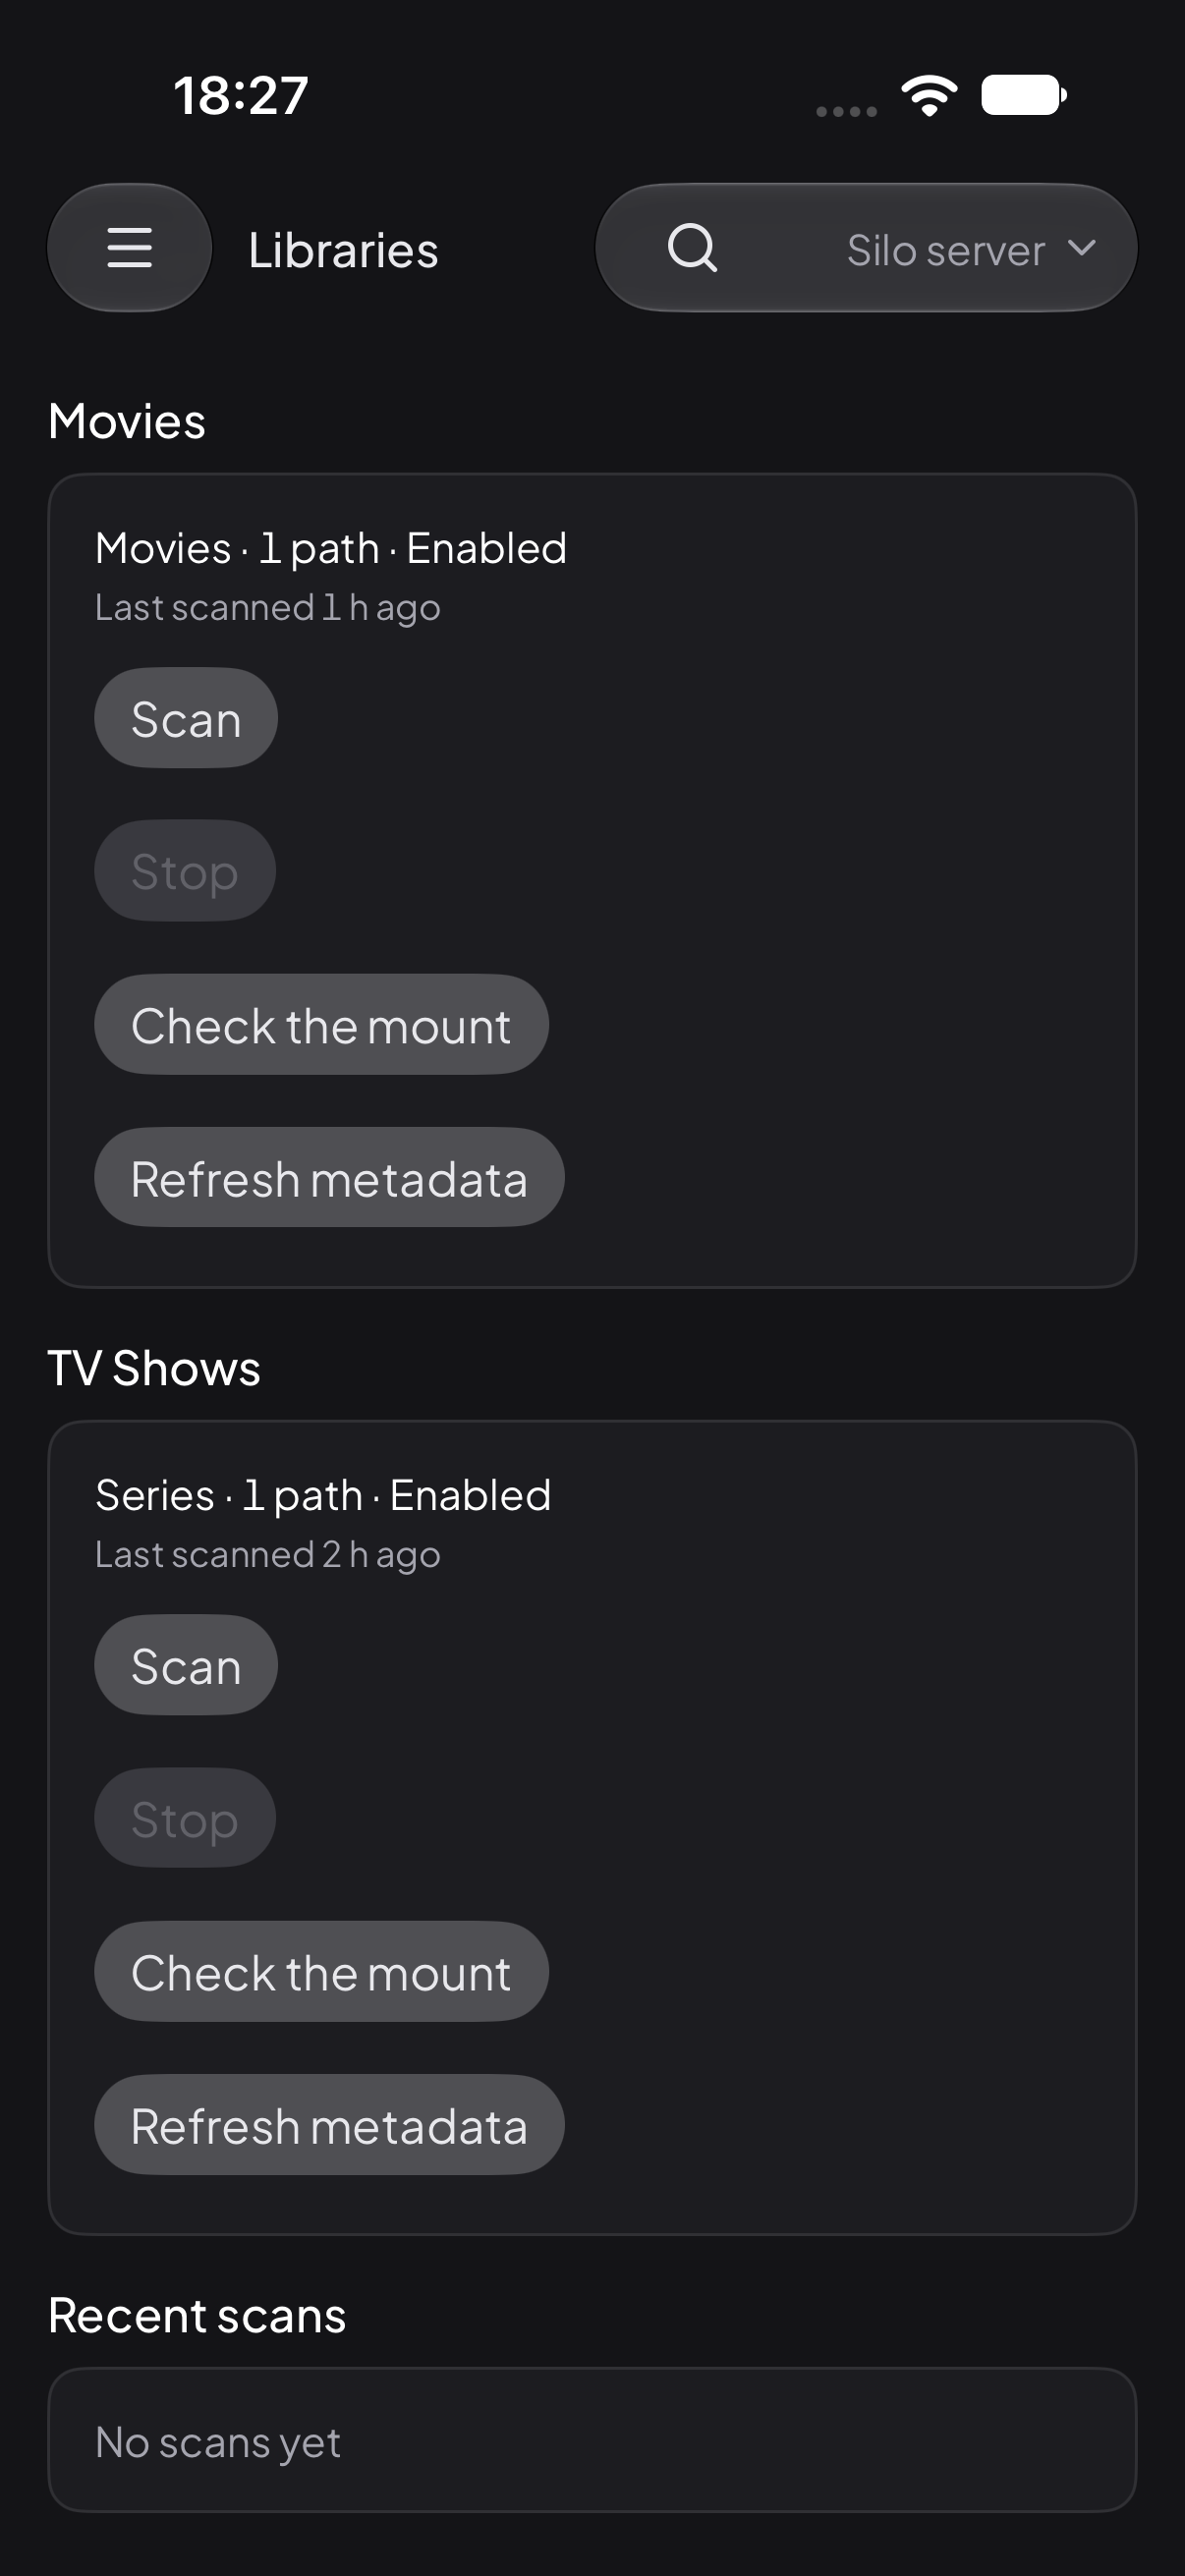 18:27
Libraries
Silo server
Movies
Movies · 1 path · Enabled
Last scanned 1 h ago
Scan
Stop
Check the mount
Refresh metadata
TV Shows
Series · 1 path · Enabled
Last scanned 2 h ago
Scan
Stop
Check the mount
Refresh metadata
Recent scans
No scans yet